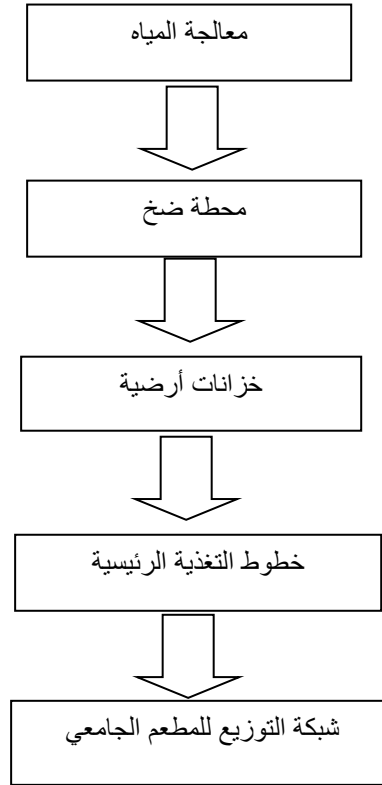 معالجة المياه
محطة ضخ
خزانات أرضية
خطوط التغذية الرئيسية
شبكة التوزيع للمطعم الجامعي